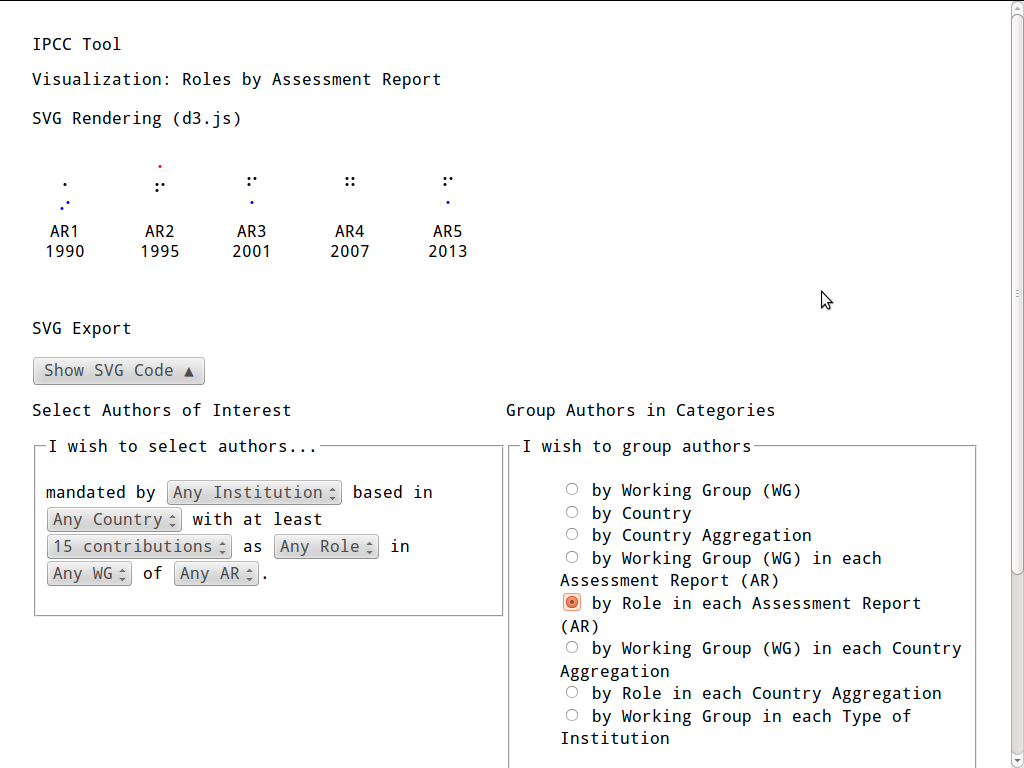 IPCC Tool
Visualization: Roles by Assessment Report
SVG Rendering (d3.js)
AR1 AR2 AR3 AR4 AR5
1990 1995 2001 2007 2013
SVG Export
Show SVG Code ▲
Select Authors of Interest
I wish to select authors...
mandated by Any Institution based in
Any Country with at least
15 contributions as Any Role in
Any WG of Any AR.
Group Authors in Categories
I wish to group authors
by Working Group (WG)
by Country
by Country Aggregation
by Working Group (WG) in each
Assessment Report (AR)
by Role in each Assessment Report
(AR)
by Working Group (WG) in each Country
Aggregation
by Role in each Country Aggregation
by Working Group in each Type of
Institution